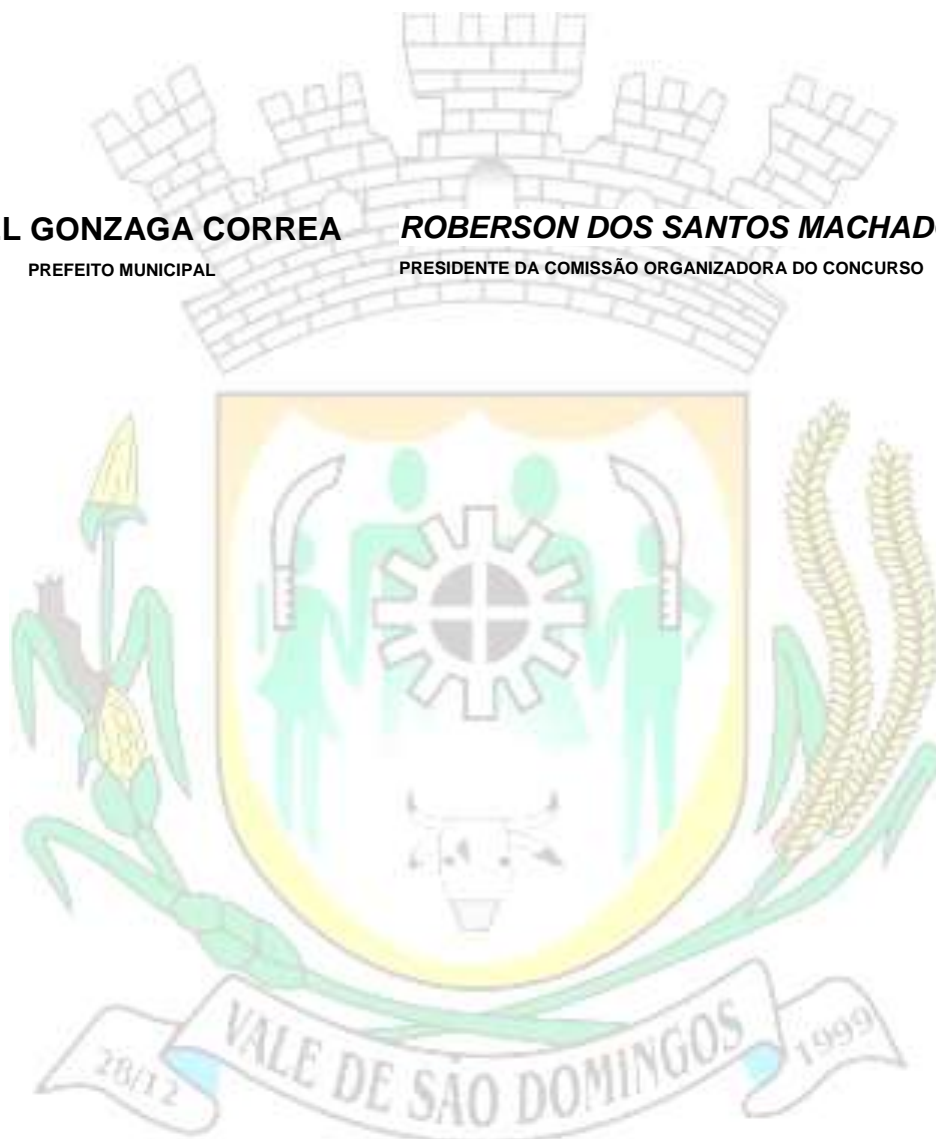 L GONZAGA CORREA ROBERSON DOS SANTOS MACHADO
PREFEITO MUNICIPAL PRESIDENTE DA COMISSÃO ORGANIZADORA DO CONCURSO
28/12 VALE DE SÃO DOMINGOS 1999